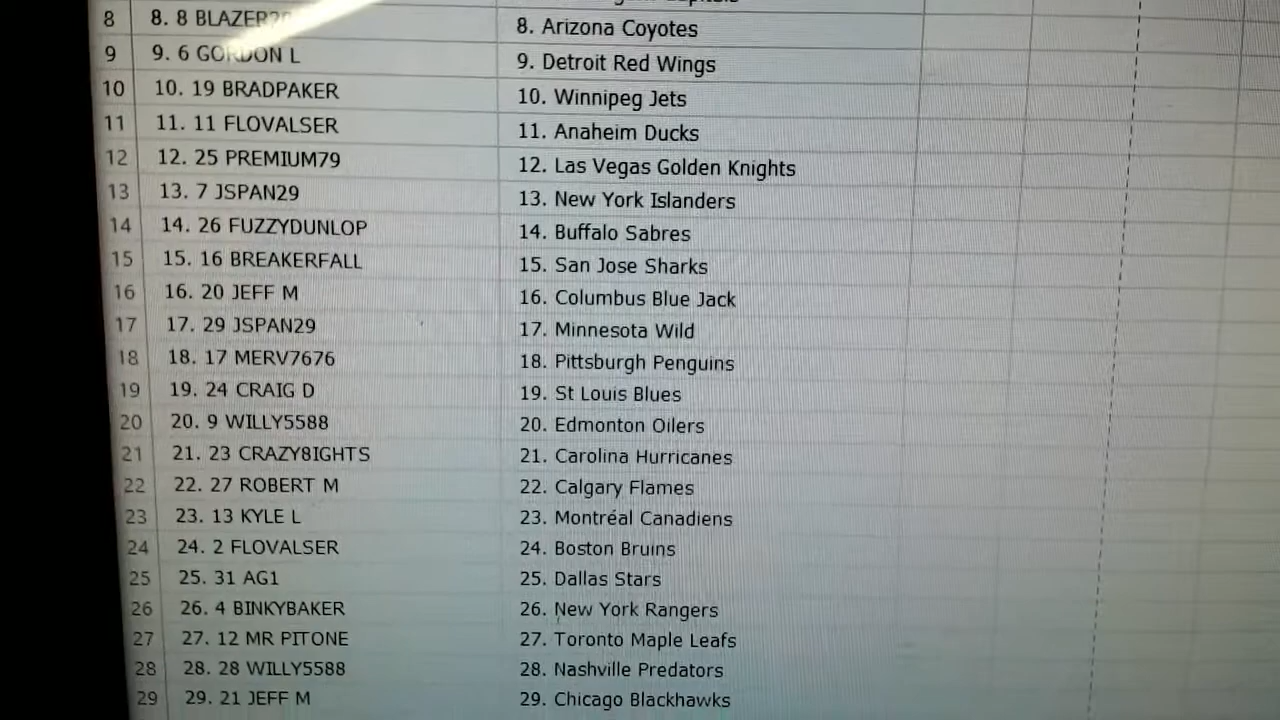 8 8. 8 8. Arizona Coyotes
9 9. 6 GORDON L 9. Detroit Red Wings
10 10. 19 BRADPAKER 10. Winnipeg Jets
11 11. 11 FLOVALSER 11. Anaheim Ducks
12 12. 25 PREMIUM79 12. Las Vegas Golden Knights
13 13. 7 JSPAN29 13. New York Islanders
14 14. 26 FUZZYDUNLOP 14. Buffalo Sabres
15 15. 16 BREAKERFALL 15. San Jose Sharks
16 16. 20 JEFF M 16. Columbus Blue Jack
17 17. 29 JSPAN29 17. Minnesota Wild
18 18. 17 MERV7676 18. Pittsburgh Penguins
19 19. 24 CRAIG D 19. St Louis Blues
20 20. 9 WILLY5588 20. Edmonton Oilers
21 21. 23 CRAZY8IGHTS 21. Carolina Hurricanes
22 22. 27 ROBERT M 22. Calgary Flames
23 23. 13 KYLE L 23. Montréal Canadiens
24 24. 2 FLOVALSER 24. Boston Bruins
25 25. 31 AG1 25. Dallas Stars
26 26. 4 BINKYBAKER 26. New York Rangers
27 27. 12 MR PITONE 27. Toronto Maple Leafs
28 28. 28 WILLY5588 28. Nashville Predators
29 29. 21 JEFF M 29. Chicago Blackhawks